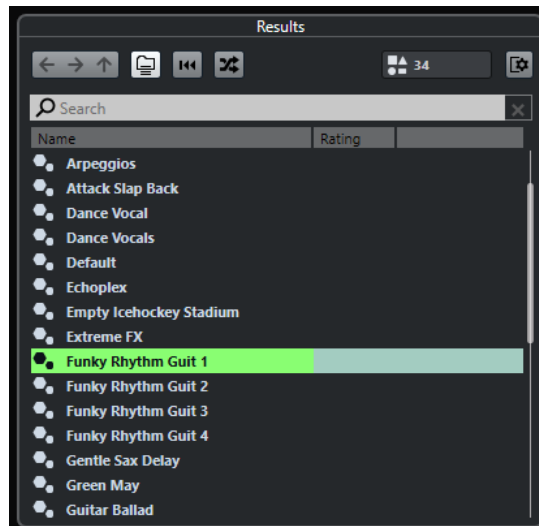 Results
34
Search
Name Rating
Arpeggios
Attack Slap Back
Dance Vocal
Dance Vocals
Default
Echoplex
Empty Icehockey Stadium
Extreme FX
Funky Rhythm Guit 1
Funky Rhythm Guit 2
Funky Rhythm Guit 3
Funky Rhythm Guit 4
Gentle Sax Delay
Green May
Guitar Ballad